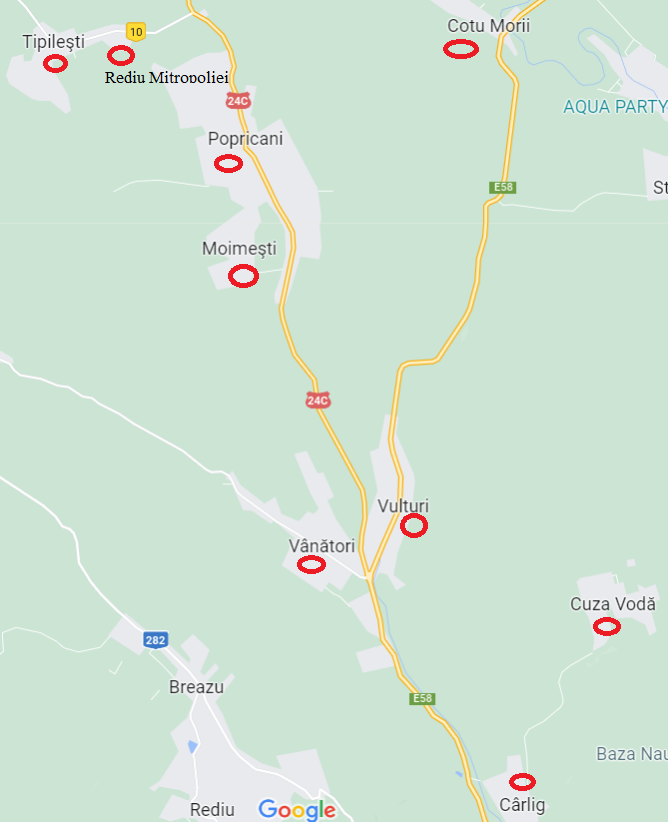 Cotu Morii
Tipilești
10
Rediu Mitropoliei
24C
AQUA PARTY
Popricani
E58
St
Moimești
24C
Vulturi
Vânători
Cuza Vodă
282
Breazu
E58
Baza Nau
Rediu
Google
Cârlig